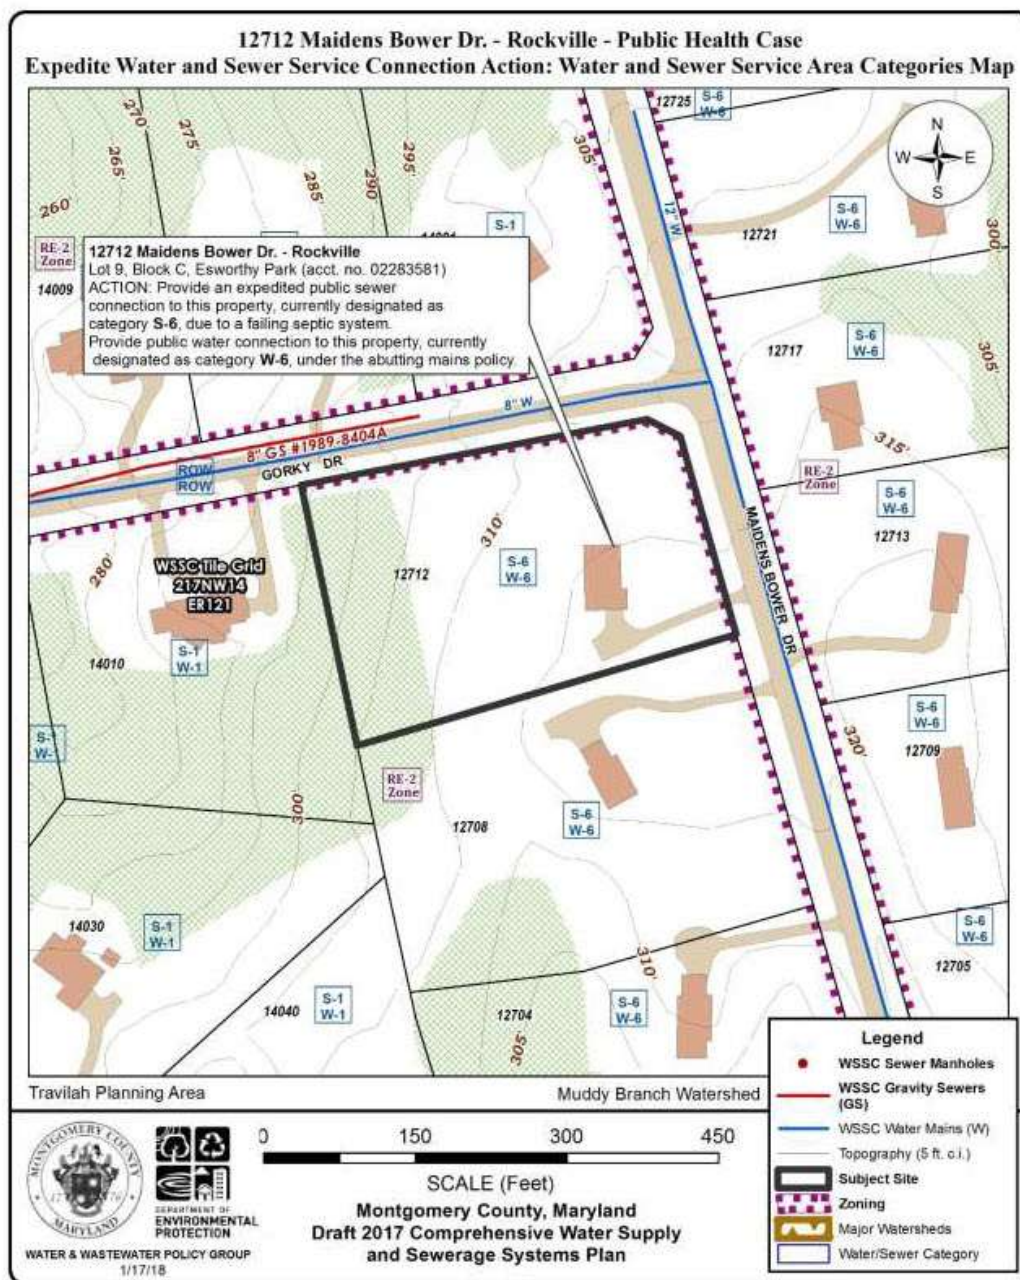 12712 Maidens Bower Dr. - Rockville - Public Health Case
Expedite Water and Sewer Service Connection Action: Water and Sewer Service Area Categories Map
12725
S-6
W-6
270'
275'
265'
285'
290'
295'
305'
260'
N
W
E
S
12" W
S-6
W-6
12721
300'
S-1
RE-2
Zone
14009
12712 Maidens Bower Dr. - Rockville
Lot 9, Block C, Esworthy Park (acct. no. 02283581)
ACTION: Provide an expedited public sewer
connection to this property, currently designated as
category S-6, due to a failing septic system.
Provide public water connection to this property, currently
designated as category W-6, under the abutting mains policy.
12717
S-6
W-6
305'
8" W
8" GS #1989-8404A
ROW
ROW
GORKY DR
315'
RE-2
Zone
S-6
W-6
12713
310'
MAIDENS BOWER DR
280'
WSSC Tile Grid
217NW14
ER121
12712
S-6
W-6
14010
S-1
W-1
S-1
W-1
S-6
W-6
320'
12709
RE-2
Zone
300'
12708
S-6
W-6
14030
S-1
W-1
S-6
W-6
12705
310'
14040
S-1
W-1
12704
305'
S-6
W-6
Travilah Planning Area
Muddy Branch Watershed
Legend
WSSC Sewer Manholes
WSSC Gravity Sewers
(GS)
WSSC Water Mains (W)
Topography (5 ft. c.i.)
Subject Site
Zoning
Major Watersheds
Water/Sewer Category
MONTGOMERY COUNTY
17 76
MARYLAND
DEPARTMENT OF
ENVIRONMENTAL
PROTECTION
WATER & WASTEWATER POLICY GROUP
1/17/18
0 150 300 450
SCALE (Feet)
Montgomery County, Maryland
Draft 2017 Comprehensive Water Supply
and Sewerage Systems Plan